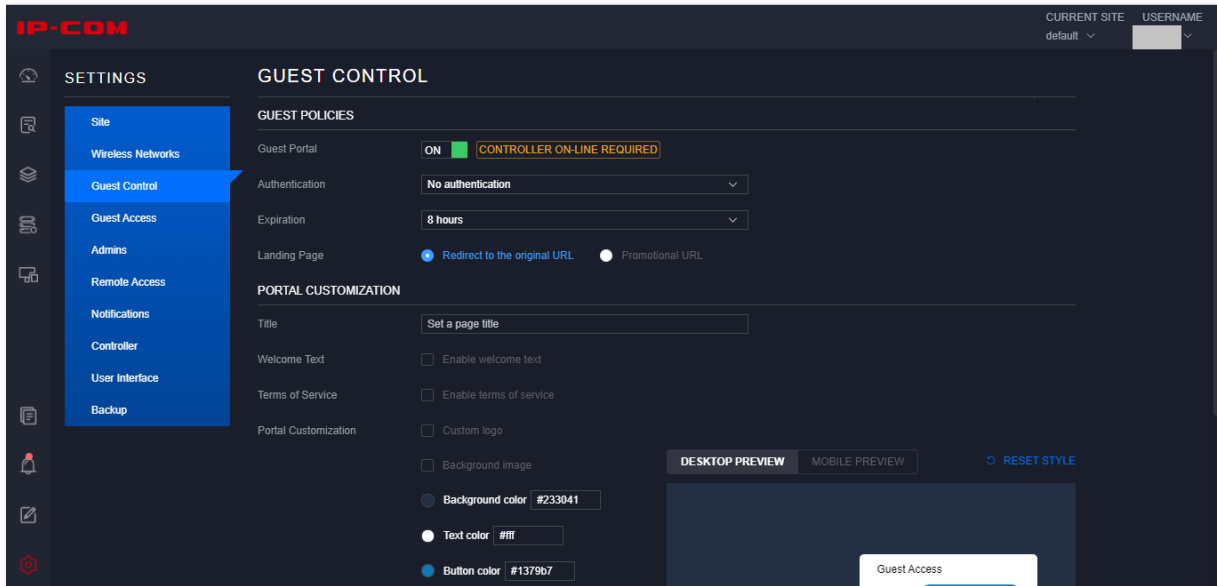 IP-COM
CURRENT SITE USERNAME
default
SETTINGS
Site
Wireless Networks
Guest Control
Guest Access
Admins
Remote Access
Notifications
Controller
User Interface
Backup
GUEST CONTROL
GUEST POLICIES
Guest Portal ON CONTROLLER ON-LINE REQUIRED
Authentication No authentication
Expiration 8 hours
Landing Page Redirect to the original URL Promotional URL
PORTAL CUSTOMIZATION
Title Set a page title
Welcome Text Enable welcome text
Terms of Service Enable terms of service
Portal Customization Custom logo
Background image
Background color #233041
Text color #fff
Button color #1379b7
DESKTOP PREVIEW MOBILE PREVIEW RESET STYLE
Guest Access